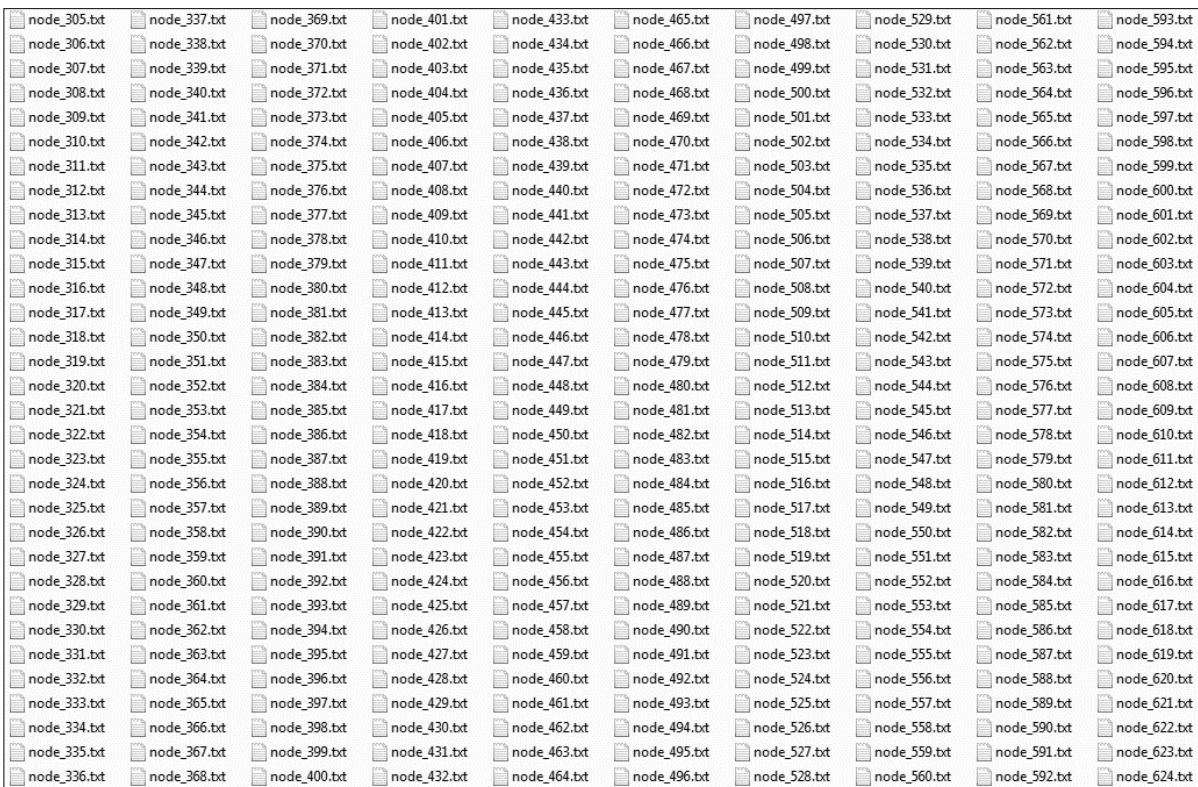 node_305.txt node_337.txt node_369.txt node_401.txt node_433.txt node_465.txt node_497.txt node_529.txt node_561.txt node_593.txt
node_306.txt node_338.txt node_370.txt node_402.txt node_434.txt node_466.txt node_498.txt node_530.txt node_562.txt node_594.txt
node_307.txt node_339.txt node_371.txt node_403.txt node_435.txt node_467.txt node_499.txt node_531.txt node_563.txt node_595.txt
node_308.txt node_340.txt node_372.txt node_404.txt node_436.txt node_468.txt node_500.txt node_532.txt node_564.txt node_596.txt
node_309.txt node_341.txt node_373.txt node_405.txt node_437.txt node_469.txt node_501.txt node_533.txt node_565.txt node_597.txt
node_310.txt node_342.txt node_374.txt node_406.txt node_438.txt node_470.txt node_502.txt node_534.txt node_566.txt node_598.txt
node_311.txt node_343.txt node_375.txt node_407.txt node_439.txt node_471.txt node_503.txt node_535.txt node_567.txt node_599.txt
node_312.txt node_344.txt node_376.txt node_408.txt node_440.txt node_472.txt node_504.txt node_536.txt node_568.txt node_600.txt
node_313.txt node_345.txt node_377.txt node_409.txt node_441.txt node_473.txt node_505.txt node_537.txt node_569.txt node_601.txt
node_314.txt node_346.txt node_378.txt node_410.txt node_442.txt node_474.txt node_506.txt node_538.txt node_570.txt node_602.txt
node_315.txt node_347.txt node_379.txt node_411.txt node_443.txt node_475.txt node_507.txt node_539.txt node_571.txt node_603.txt
node_316.txt node_348.txt node_380.txt node_412.txt node_444.txt node_476.txt node_508.txt node_540.txt node_572.txt node_604.txt
node_317.txt node_349.txt node_381.txt node_413.txt node_445.txt node_477.txt node_509.txt node_541.txt node_573.txt node_605.txt
node_318.txt node_350.txt node_382.txt node_414.txt node_446.txt node_478.txt node_510.txt node_542.txt node_574.txt node_606.txt
node_319.txt node_351.txt node_383.txt node_415.txt node_447.txt node_479.txt node_511.txt node_543.txt node_575.txt node_607.txt
node_320.txt node_352.txt node_384.txt node_416.txt node_448.txt node_480.txt node_512.txt node_544.txt node_576.txt node_608.txt
node_321.txt node_353.txt node_385.txt node_417.txt node_449.txt node_481.txt node_513.txt node_545.txt node_577.txt node_609.txt
node_322.txt node_354.txt node_386.txt node_418.txt node_450.txt node_482.txt node_514.txt node_546.txt node_578.txt node_610.txt
node_323.txt node_355.txt node_387.txt node_419.txt node_451.txt node_483.txt node_515.txt node_547.txt node_579.txt node_611.txt
node_324.txt node_356.txt node_388.txt node_420.txt node_452.txt node_484.txt node_516.txt node_548.txt node_580.txt node_612.txt
node_325.txt node_357.txt node_389.txt node_421.txt node_453.txt node_485.txt node_517.txt node_549.txt node_581.txt node_613.txt
node_326.txt node_358.txt node_390.txt node_422.txt node_454.txt node_486.txt node_518.txt node_550.txt node_582.txt node_614.txt
node_327.txt node_359.txt node_391.txt node_423.txt node_455.txt node_487.txt node_519.txt node_551.txt node_583.txt node_615.txt
node_328.txt node_360.txt node_392.txt node_424.txt node_456.txt node_488.txt node_520.txt node_552.txt node_584.txt node_616.txt
node_329.txt node_361.txt node_393.txt node_425.txt node_457.txt node_489.txt node_521.txt node_553.txt node_585.txt node_617.txt
node_330.txt node_362.txt node_394.txt node_426.txt node_458.txt node_490.txt node_522.txt node_554.txt node_586.txt node_618.txt
node_331.txt node_363.txt node_395.txt node_427.txt node_459.txt node_491.txt node_523.txt node_555.txt node_587.txt node_619.txt
node_332.txt node_364.txt node_396.txt node_428.txt node_460.txt node_492.txt node_524.txt node_556.txt node_588.txt node_620.txt
node_333.txt node_365.txt node_397.txt node_429.txt node_461.txt node_493.txt node_525.txt node_557.txt node_589.txt node_621.txt
node_334.txt node_366.txt node_398.txt node_430.txt node_462.txt node_494.txt node_526.txt node_558.txt node_590.txt node_622.txt
node_335.txt node_367.txt node_399.txt node_431.txt node_463.txt node_495.txt node_527.txt node_559.txt node_591.txt node_623.txt
node_336.txt node_368.txt node_400.txt node_432.txt node_464.txt node_496.txt node_528.txt node_560.txt node_592.txt node_624.txt